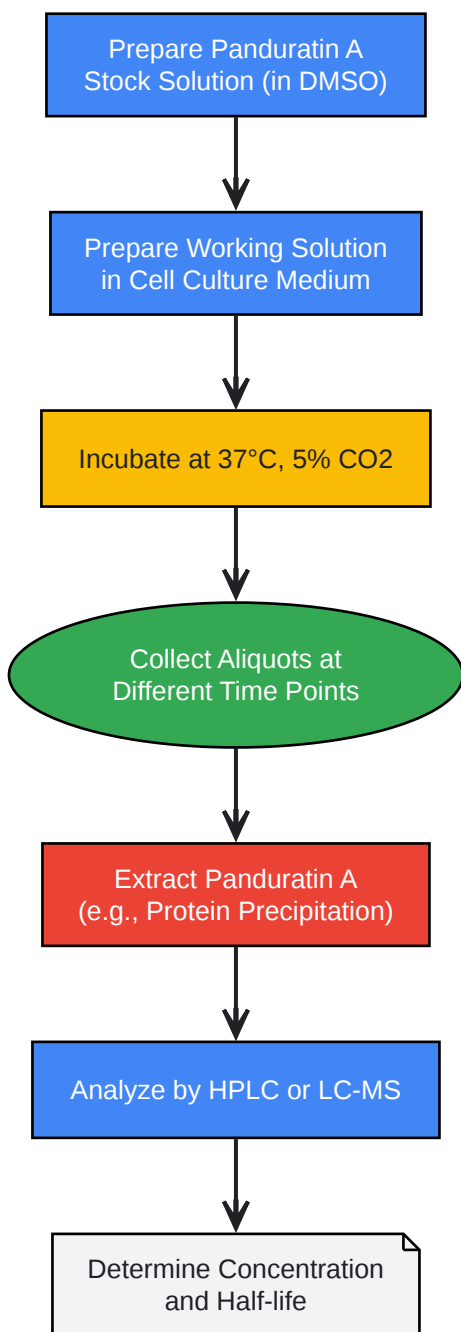 Prepare Panduratin A
Stock Solution (in DMSO)
Prepare Working Solution
in Cell Culture Medium
Incubate at 37°C, 5% CO2
Collect Aliquots at
Different Time Points
Extract Panduratin A
(e.g., Protein Precipitation)
Analyze by HPLC or LC-MS
Determine Concentration
and Half-life